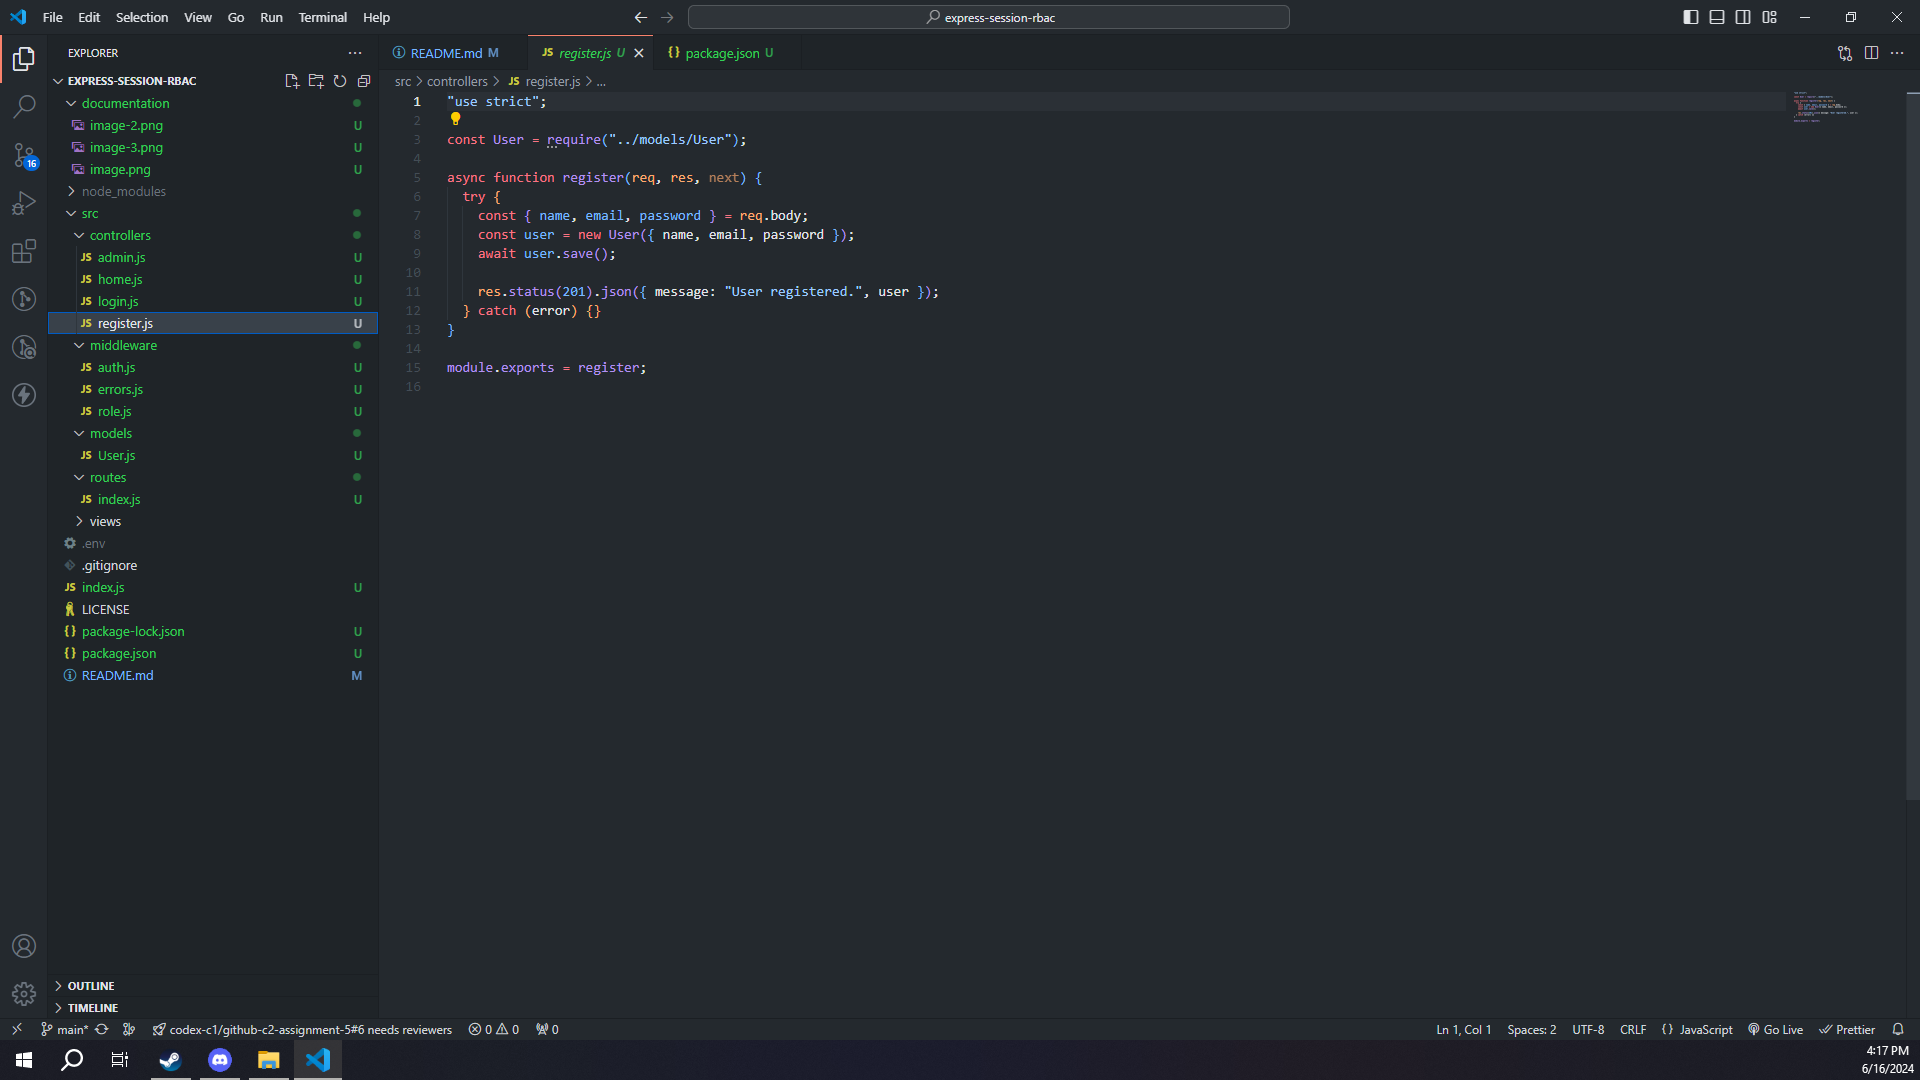 File Edit Selection View Go Run Terminal Help
express-session-rbac
EXPLORER
README.md M
JS register.js U
{} package.json U
EXPRESS-SESSION-RBAC
src > controllers > JS register.js > ...
documentation
image-2.png U
image-3.png U
image.png U
node_modules
src
controllers
JS admin.js U
JS home.js U
JS login.js U
JS register.js U
middleware
JS auth.js U
JS errors.js U
JS role.js U
models
JS User.js U
routes
JS index.js U
views
.env
.gitignore
JS index.js U
LICENSE
{} package-lock.json U
{} package.json U
README.md M
OUTLINE
TIMELINE
16
1 "use strict";
2
3 const User = require("../models/User");
4
5 async function register(req, res, next) {
6 try {
7 const { name, email, password } = req.body;
8 const user = new User({ name, email, password });
9 await user.save();
10
11 res.status(201).json({ message: "User registered.", user });
12 } catch (error) {}
13 }
14
15 module.exports = register;
16
main* codex-c1/github-c2-assignment-5#6 needs reviewers 0 0 0
Ln 1, Col 1 Spaces: 2 UTF-8 CRLF {} JavaScript Go Live Prettier
4:17 PM
6/16/2024